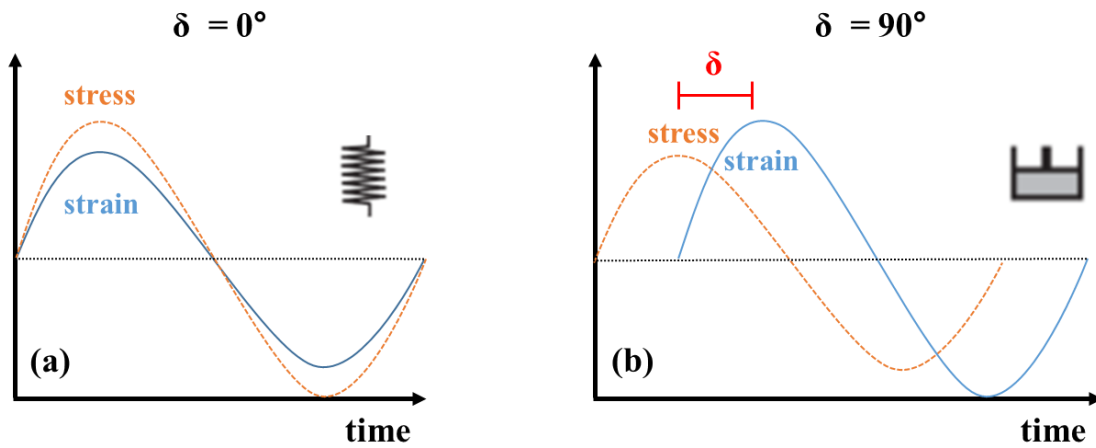 δ = 0°
stress
strain
(a)
time
δ = 90°
δ
stress
strain
(b)
time